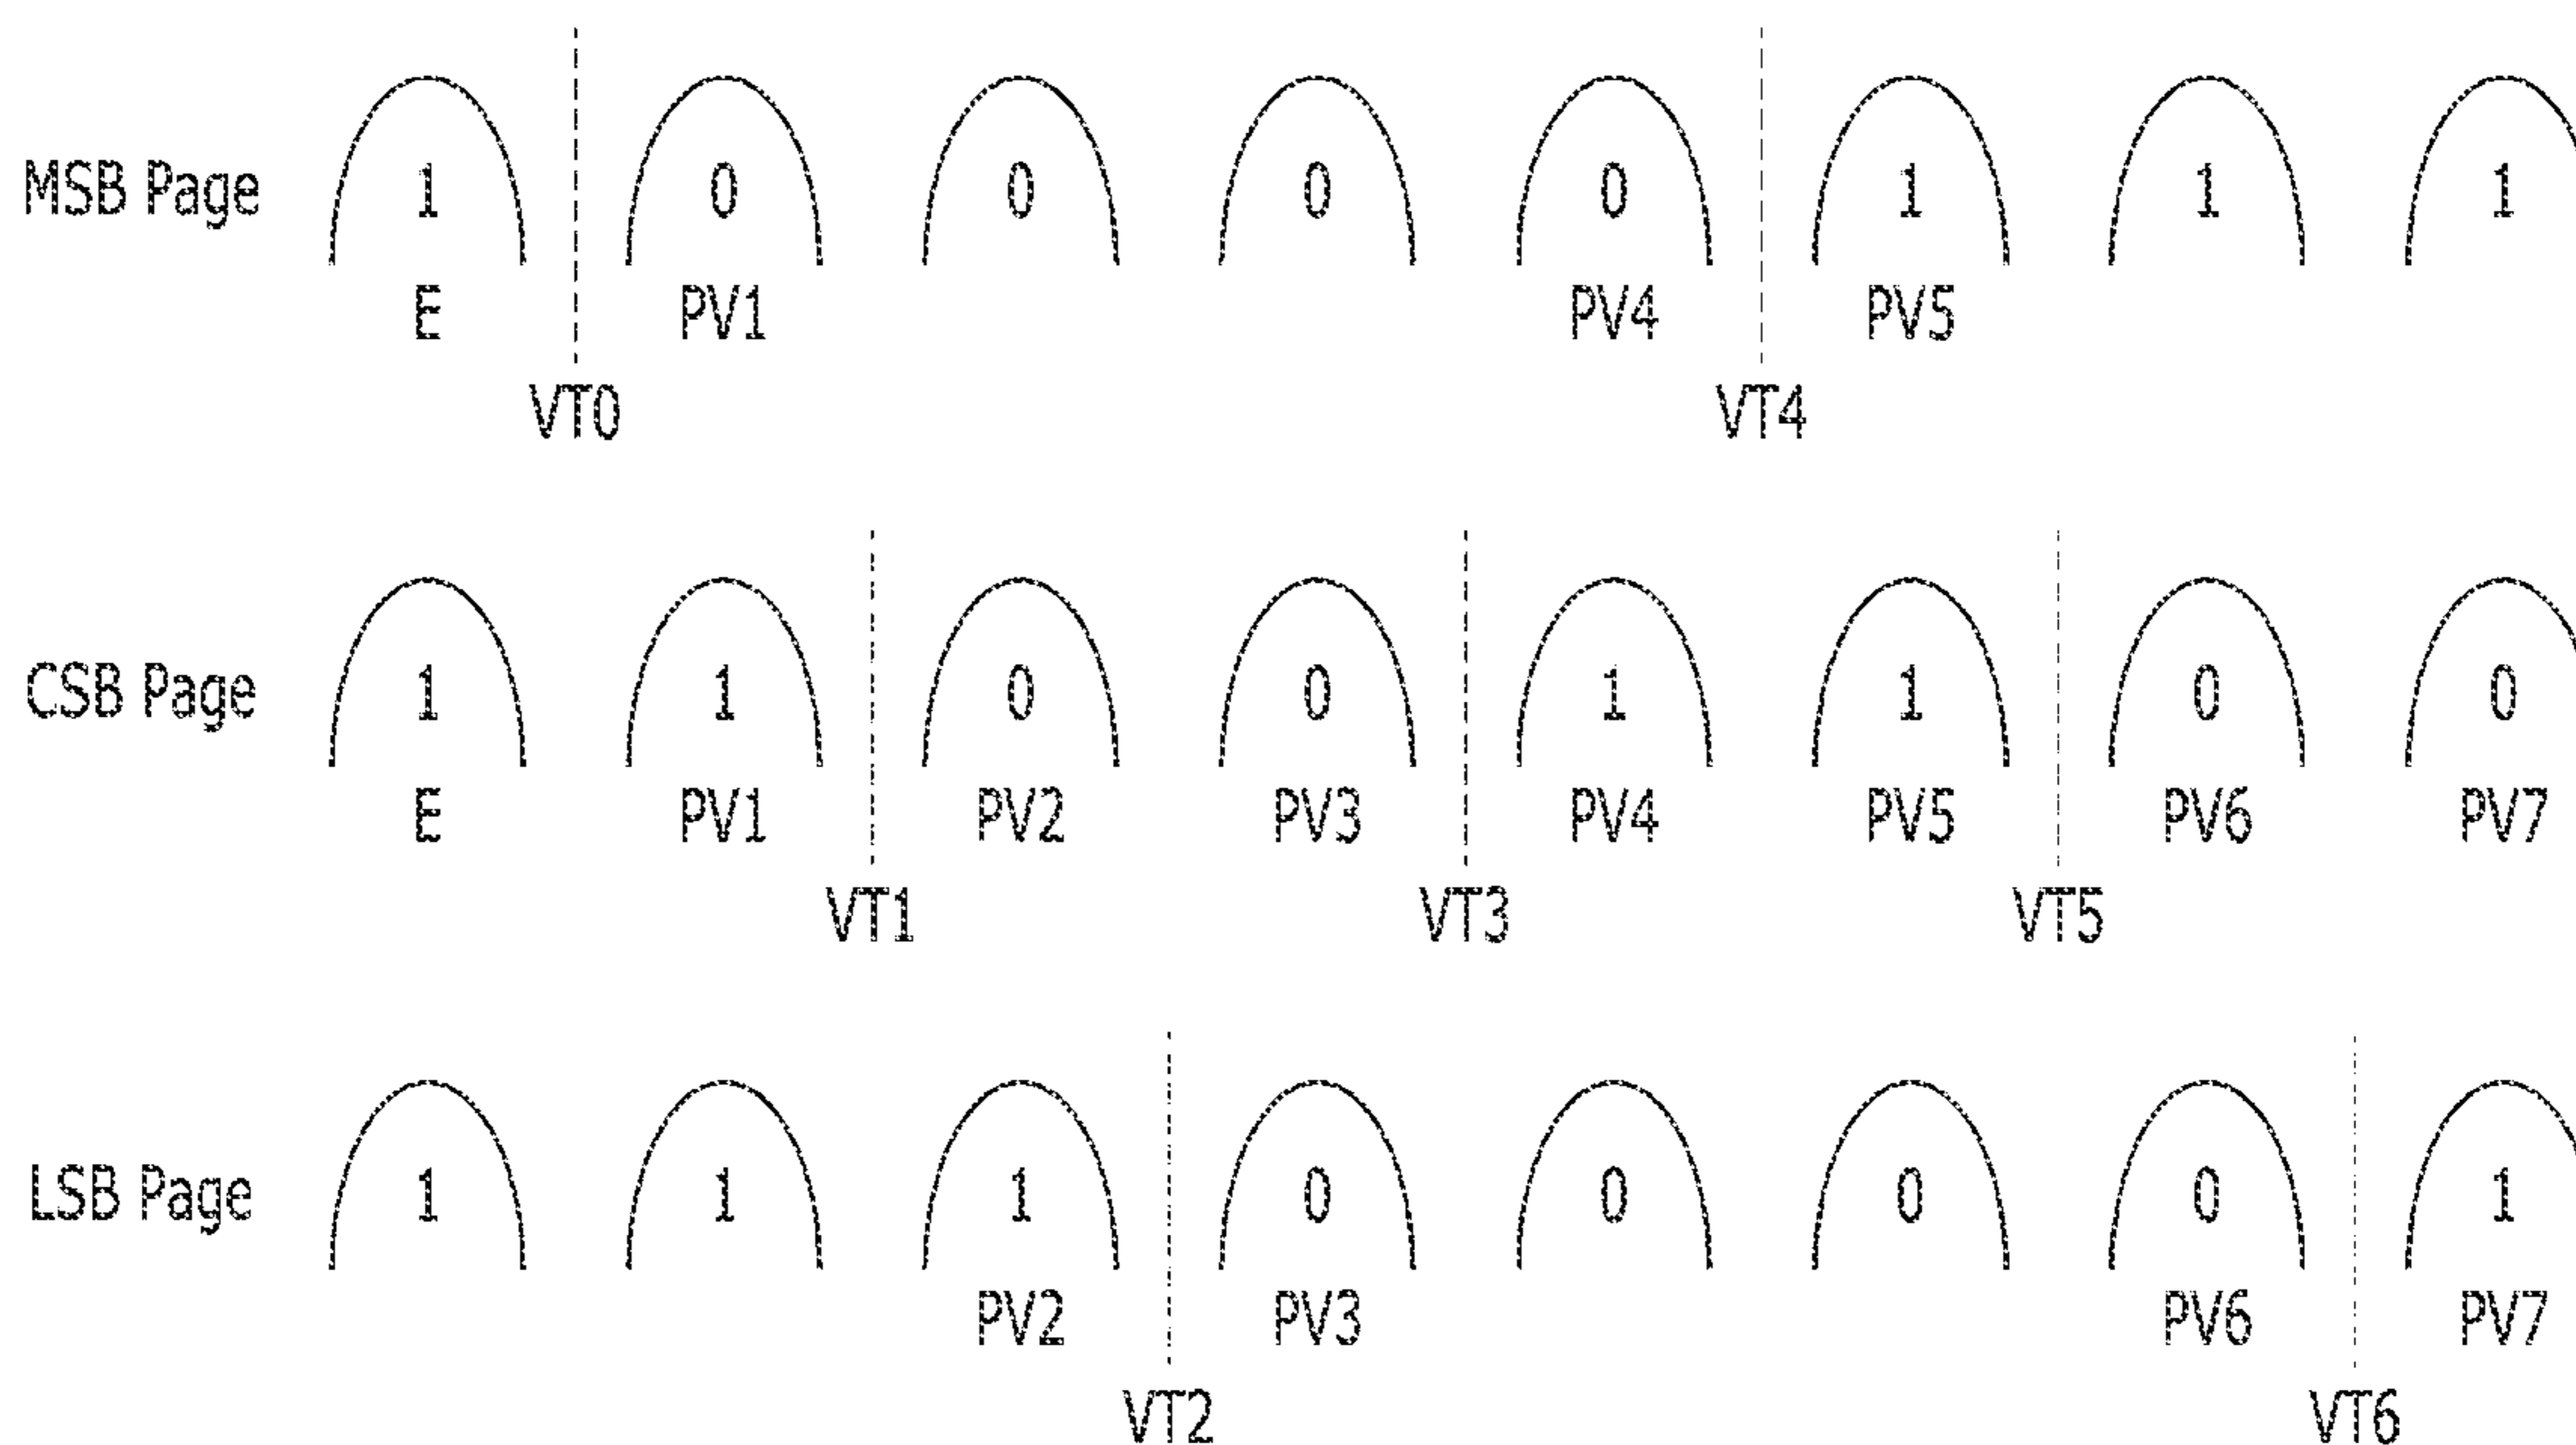 MSB Page 1 0 0 0 0 1 1 1
E PV1 PV4 PV5
VT0 VT4
CSB Page 1 1 0 0 1 1 0 0
E PV1 PV2 PV3 PV4 PV5 PV6 PV7
VT1 VT3 VT5
LSB Page 1 1 1 0 0 0 0 1
PV2 PV3 PV6 PV7
VT2 VT6